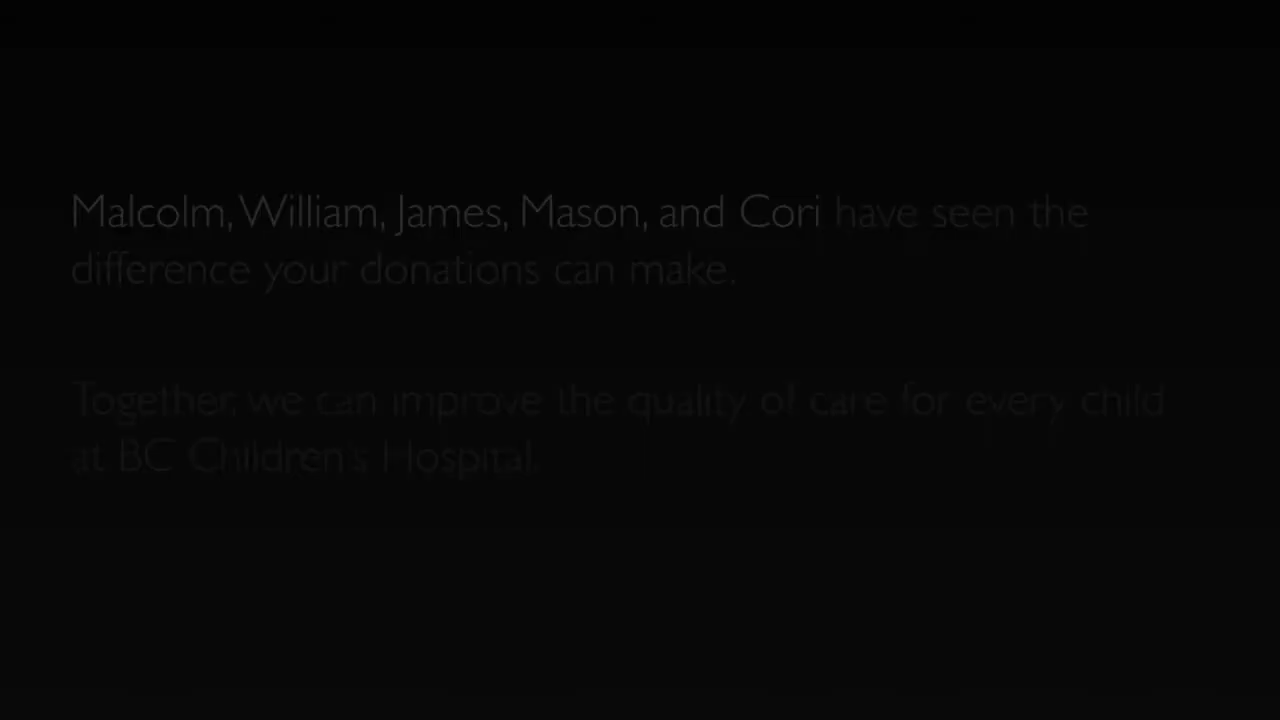 Malcolm, William, James, Mason, and Cori have seen the
difference your donations can make.
Together, we can improve the quality of care for every child
at BC Children's Hospital.